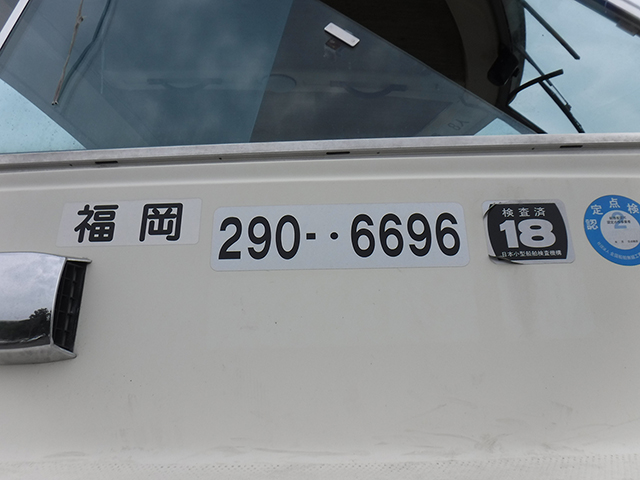 福岡
290-・6696
検査済
18
日本小型船舶検査機構
定点検
認